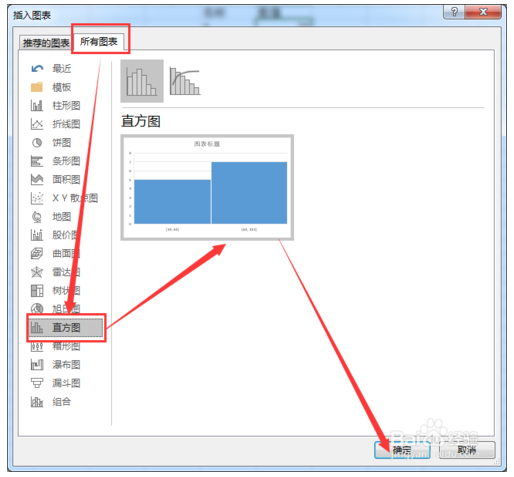 插入图表
推荐的图表 所有图表
最近
模板
柱形图
折线图
饼图
条形图
面积图
XY散点图
地图
股价图
曲面图
雷达图
树状图
旭日图
直方图
箱形图
瀑布图
漏斗图
组合
直方图
图表标题
确定
取消